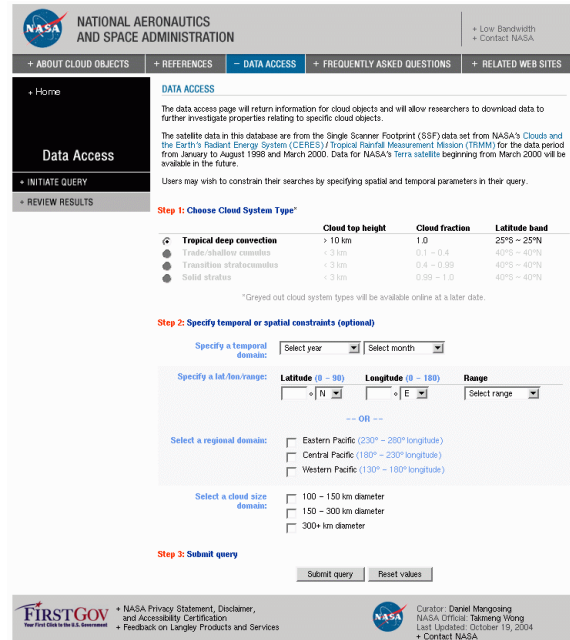 NASA
NATIONAL AERONAUTICS
AND SPACE ADMINISTRATION
+ Low Bandwidth
+ Contact NASA
+ ABOUT CLOUD OBJECTS
+ REFERENCES
− DATA ACCESS
+ FREQUENTLY ASKED QUESTIONS
+ RELATED WEB SITES
+ Home
Data Access
+ INITIATE QUERY
+ REVIEW RESULTS
DATA ACCESS
The data access page will return information for cloud objects and will allow researchers to download data to
further investigate properties relating to specific cloud objects.
The satellite data in this database are from the Single Scanner Footprint (SSF) data set from NASA's Clouds and
the Earth's Radiant Energy System (CERES) / Tropical Rainfall Measurement Mission (TRMM) for the data period
from January to August 1998 and March 2000. Data for NASA's Terra satellite beginning from March 2000 will be
available in the future.
Users may wish to constrain their searches by specifying spatial and temporal parameters in their query.
Step 1: Choose Cloud System Type*
Cloud top height Cloud fraction Latitude band
Tropical deep convection > 10 km 1.0 25°S ~ 25°N
Trade/shallow cumulus < 3 km 0.1 - 0.4 40°S ~ 40°N
Transition stratocumulus < 3 km 0.4 - 0.99 40°S ~ 40°N
Solid stratus < 3 km 0.99 - 1.0 40°S ~ 40°N
*Greyed out cloud system types will be available online at a later date.
Step 2: Specify temporal or spatial constraints (optional)
Specify a temporal
domain:
Select year
Select month
Specify a lat/lon/range:
Latitude (0 - 90) Longitude (0 - 180) Range
° N ° E Select range
-- OR --
Select a regional domain:
Eastern Pacific (230° - 280° longitude)
Central Pacific (180° - 230° longitude)
Western Pacific (130° - 180° longitude)
Select a cloud size
domain:
100 - 150 km diameter
150 - 300 km diameter
300+ km diameter
Step 3: Submit query
Submit query Reset values
FIRSTGOV
Your First Click to the U.S. Government
+ NASA Privacy Statement, Disclaimer,
and Accessibility Certification
+ Feedback on Langley Products and Services
NASA
Curator: Daniel Mangosing
NASA Official: Takmeng Wong
Last Updated: October 19, 2004
+ Contact NASA